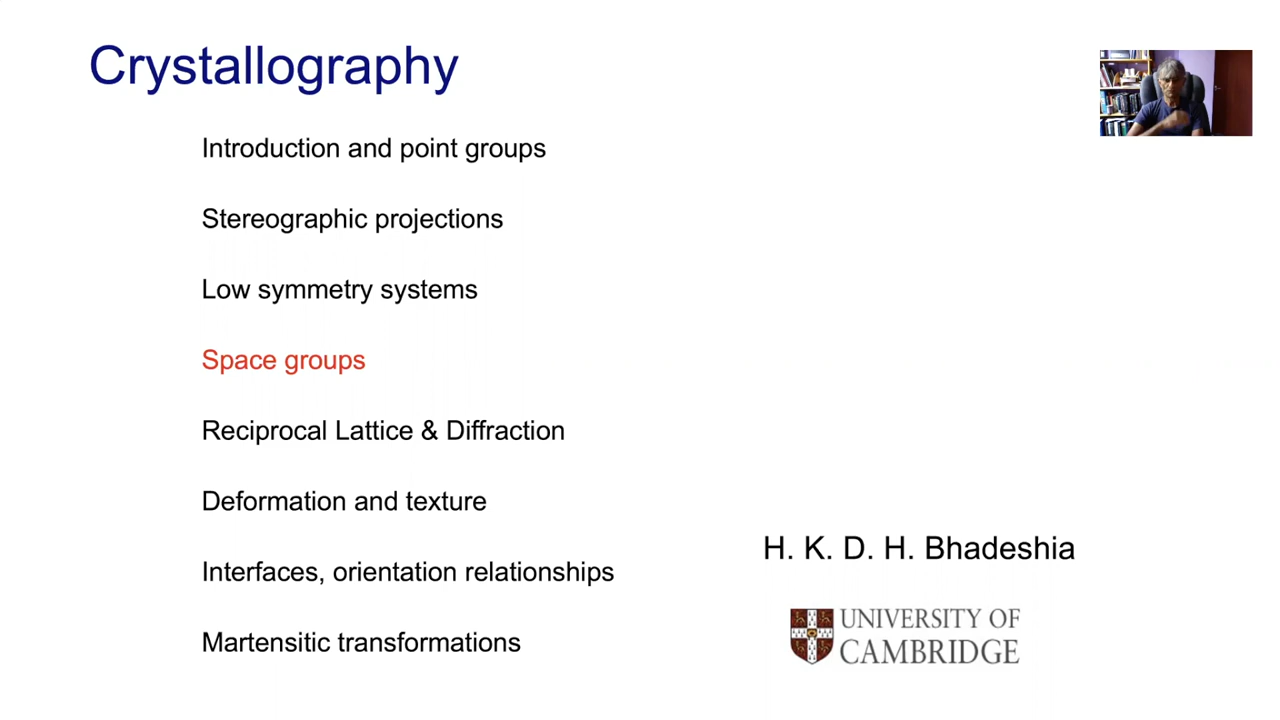 Crystallography
Introduction and point groups
Stereographic projections
Low symmetry systems
Space groups
Reciprocal Lattice & Diffraction
Deformation and texture
Interfaces, orientation relationships
Martensitic transformations
H. K. D. H. Bhadeshia
UNIVERSITY OF
CAMBRIDGE